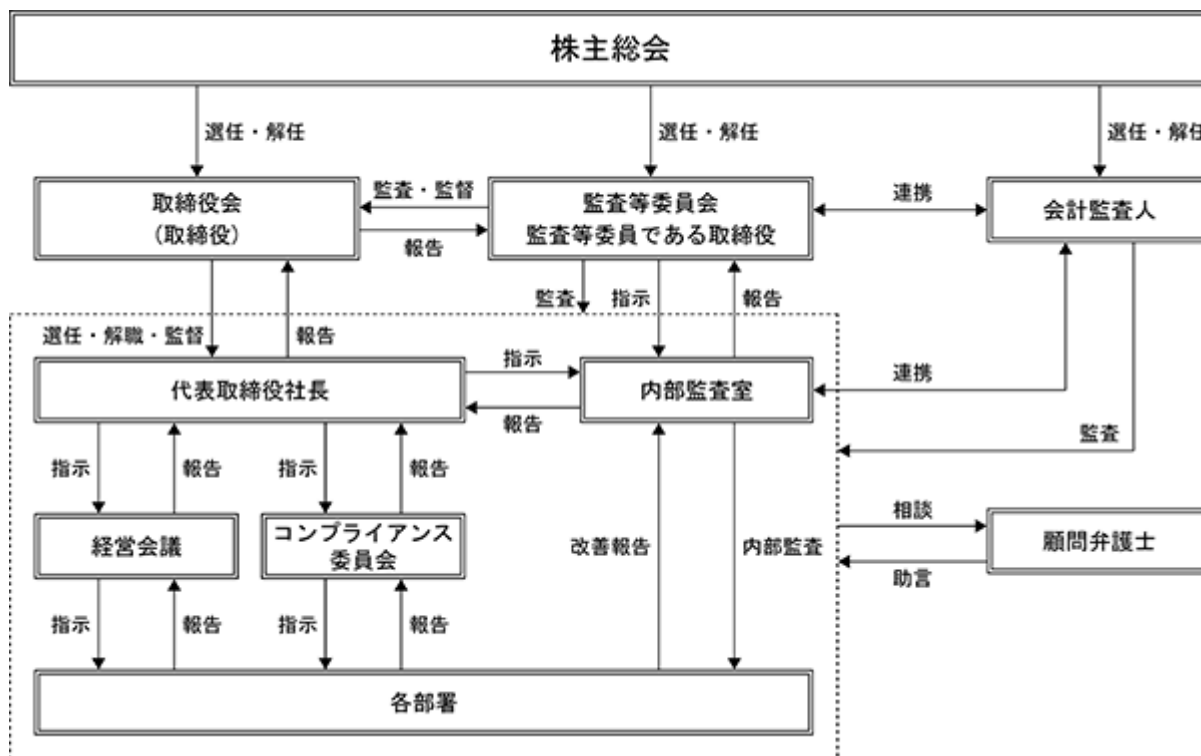 株主総会
選任・解任
選任・解任
選任・解任
取締役会
（取締役）
監査・監督
報告
監査等委員会
監査等委員である取締役
連携
会計監査人
監査
指示
報告
選任・解職・監督
報告
代表取締役社長
指示
報告
内部監査室
連携
監査
指示
報告
指示
報告
経営会議
コンプライアンス
委員会
改善報告
内部監査
相談
助言
顧問弁護士
指示
報告
指示
報告
各部署